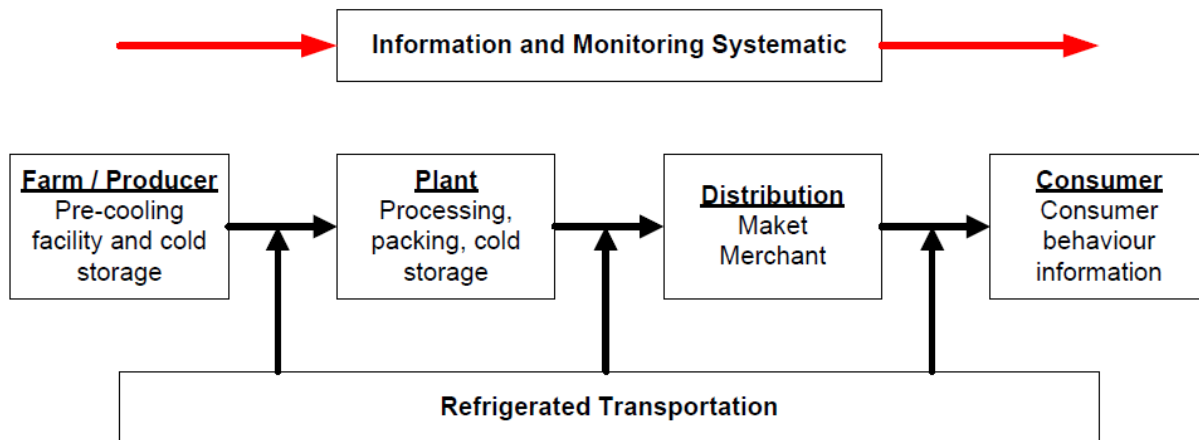 Information and Monitoring Systematic
Farm / Producer
Pre-cooling
facility and cold
storage
Plant
Processing,
packing, cold
storage
Distribution
Maket
Merchant
Consumer
Consumer
behaviour
information
Refrigerated Transportation